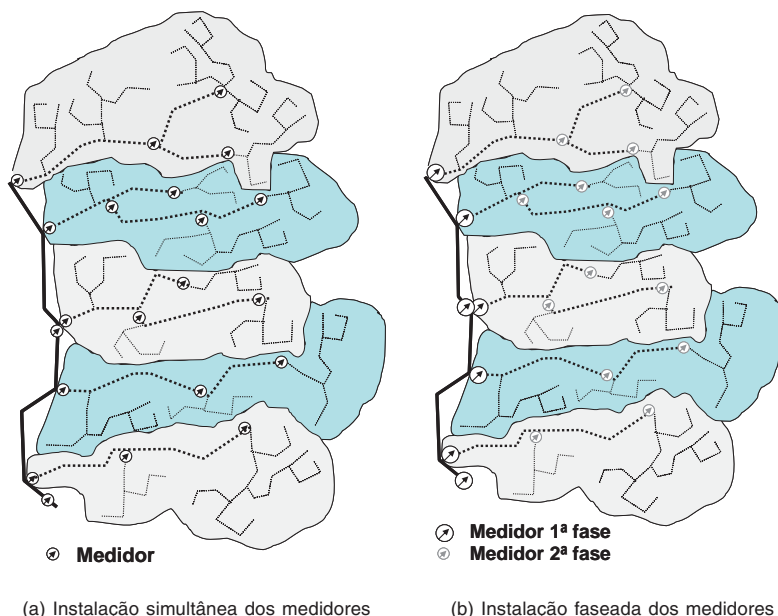 Medidor
Medidor 1ª fase
Medidor 2ª fase
(a) Instalação simultânea dos medidores
(b) Instalação faseada dos medidores